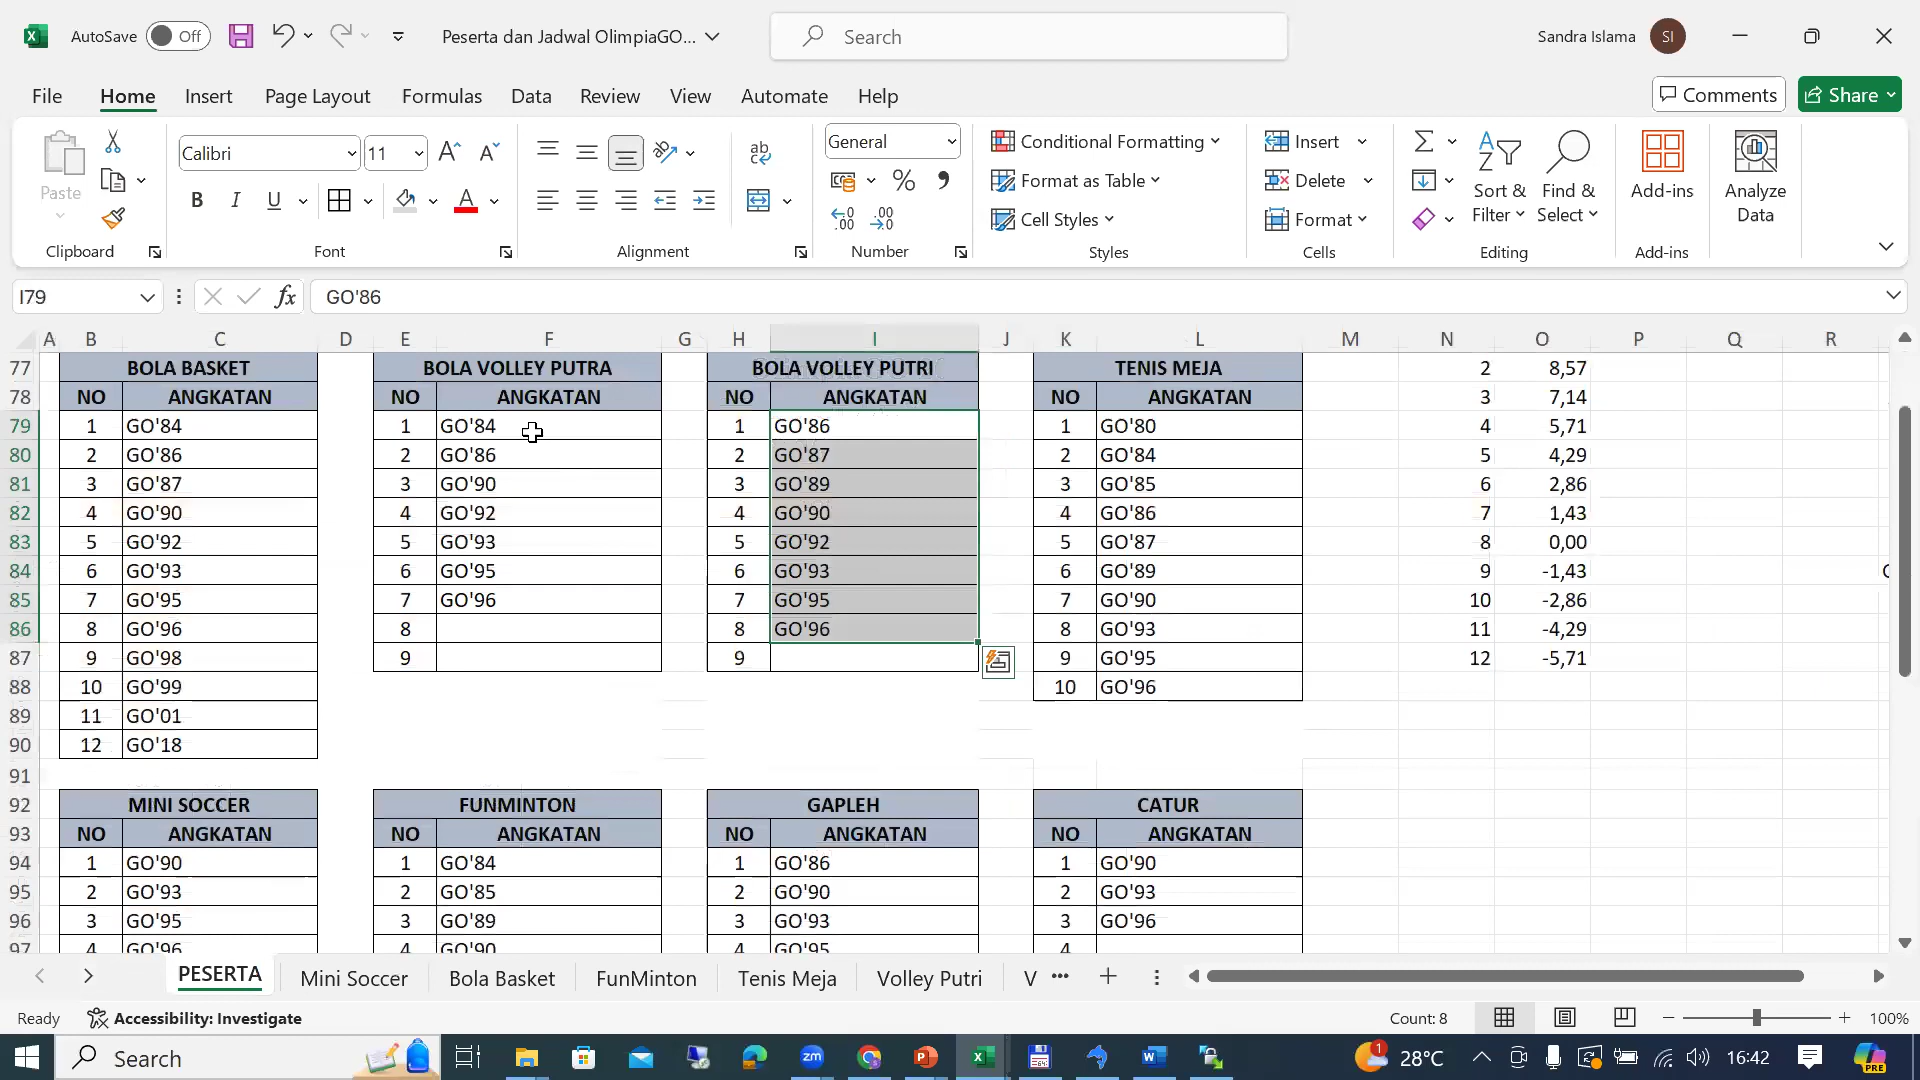 AutoSave Off Peserta dan Jadwal OlimpiaGO... Search Sandra Islama SI
File Home Insert Page Layout Formulas Data Review View Automate Help Comments Share
Paste Calibri 11 ab General Conditional Formatting Insert Sort & Find & Add-ins Analyze
Format as Table Delete Filter Select Data
B I U A % Cell Styles Format
Clipboard Font Alignment Number Styles Cells Editing Add-ins
I79 fx GO'86
A B C D E F G H I J K L M N O P Q R
77 BOLA BASKET BOLA VOLLEY PUTRA BOLA VOLLEY PUTRI TENIS MEJA 2 8,57
78 NO ANGKATAN NO ANGKATAN NO ANGKATAN NO ANGKATAN 3 7,14
79 1 GO'84 1 GO'84 1 GO'86 1 GO'80 4 5,71
80 2 GO'86 2 GO'86 2 GO'87 2 GO'84 5 4,29
81 3 GO'87 3 GO'90 3 GO'89 3 GO'85 6 2,86
82 4 GO'90 4 GO'92 4 GO'90 4 GO'86 7 1,43
83 5 GO'92 5 GO'93 5 GO'92 5 GO'87 8 0,00
84 6 GO'93 6 GO'95 6 GO'93 6 GO'89 9 -1,43
85 7 GO'95 7 GO'96 7 GO'95 7 GO'90 10 -2,86
86 8 GO'96 8 8 GO'96 8 GO'93 11 -4,29
87 9 GO'98 9 9 9 GO'95 12 -5,71
88 10 GO'99 10 GO'96
89 11 GO'01
90 12 GO'18
91
92 MINI SOCCER FUNMINTON GAPLEH CATUR
93 NO ANGKATAN NO ANGKATAN NO ANGKATAN NO ANGKATAN
94 1 GO'90 1 GO'84 1 GO'86 1 GO'90
95 2 GO'93 2 GO'85 2 GO'90 2 GO'93
96 3 GO'95 3 GO'89 3 GO'93 3 GO'96
97 4 GO'96 4 GO'90 4 GO'95 4
PESERTA Mini Soccer Bola Basket FunMinton Tenis Meja Volley Putri V
Ready Accessibility: Investigate Count: 8 100%
Search 28°C 16:42